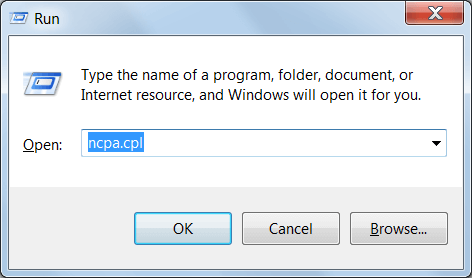 Run
Type the name of a program, folder, document, or
Internet resource, and Windows will open it for you.
Open: ncpa.cpl
OK Cancel Browse...